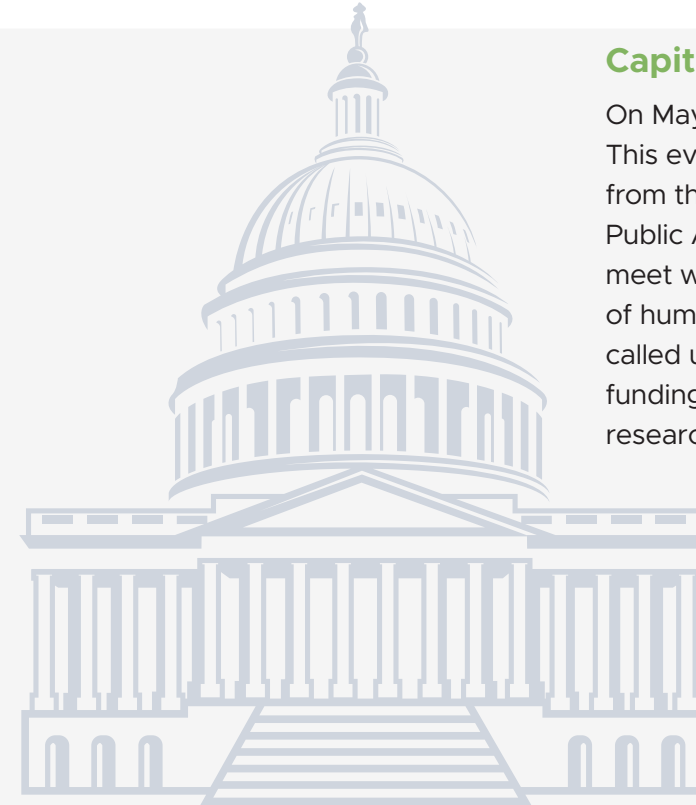 Capit
On May
This ev
from th
Public A
meet w
of hum
called u
funding
researc